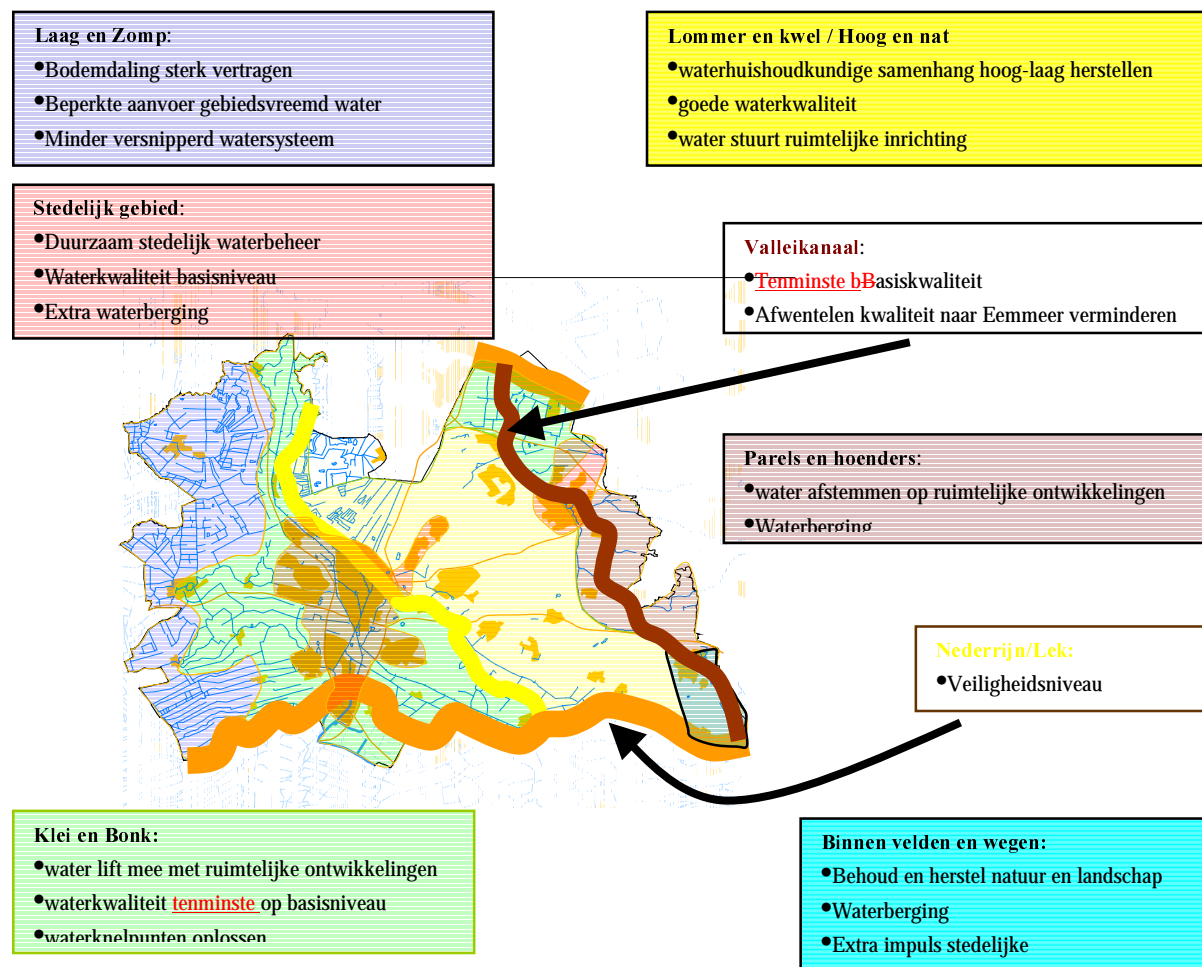 Laag en Zomp:
•Bodemdaling sterk vertragen
•Beperkte aanvoer gebiedsvreemd water
•Minder versnipperd watersysteem
Lommer en kwel / Hoog en nat
•waterhuishoudkundige samenhang hoog-laag herstellen
•goede waterkwaliteit
•water stuurt ruimtelijke inrichting
Stedelijk gebied:
•Duurzaam stedelijk waterbeheer
•Waterkwaliteit basisniveau
•Extra waterberging
Valleikanaal:
•Tenminste bBasiskwaliteit
•Afwentelen kwaliteit naar Eemmeer verminderen
Parels en hoenders:
•water afstemmen op ruimtelijke ontwikkelingen
•Waterberging
Nederrijn/Lek:
•Veiligheidsniveau
Klei en Bonk:
•water lift mee met ruimtelijke ontwikkelingen
•waterkwaliteit tenminste op basisniveau
•waterknelpunten oplossen
Binnen velden en wegen:
•Behoud en herstel natuur en landschap
•Waterberging
•Extra impuls stedelijke